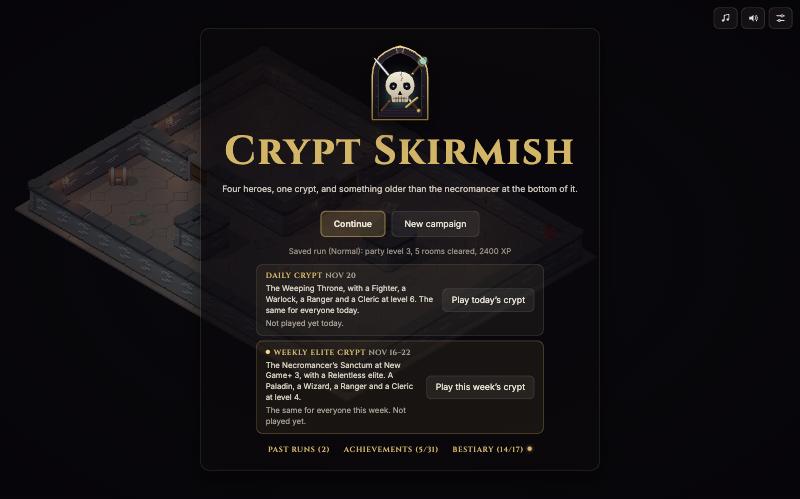 Crypt Skirmish
Four heroes, one crypt, and something older than the necromancer at the bottom of it.
Continue
New campaign
Saved run (Normal): party level 3, 5 rooms cleared, 2400 XP
DAILY CRYPT NOV 20
The Weeping Throne, with a Fighter, a
Warlock, a Ranger and a Cleric at level 6. The
same for everyone today.
Not played yet today.
Play today’s crypt
WEEKLY ELITE CRYPT NOV 16–22
The Necromancer’s Sanctum at New
Game+ 3, with a Relentless elite. A
Paladin, a Wizard, a Ranger and a Cleric
at level 4.
The same for everyone this week. Not
played yet.
Play this week’s crypt
PAST RUNS (2)
ACHIEVEMENTS (5/31)
BESTIARY (14/17)